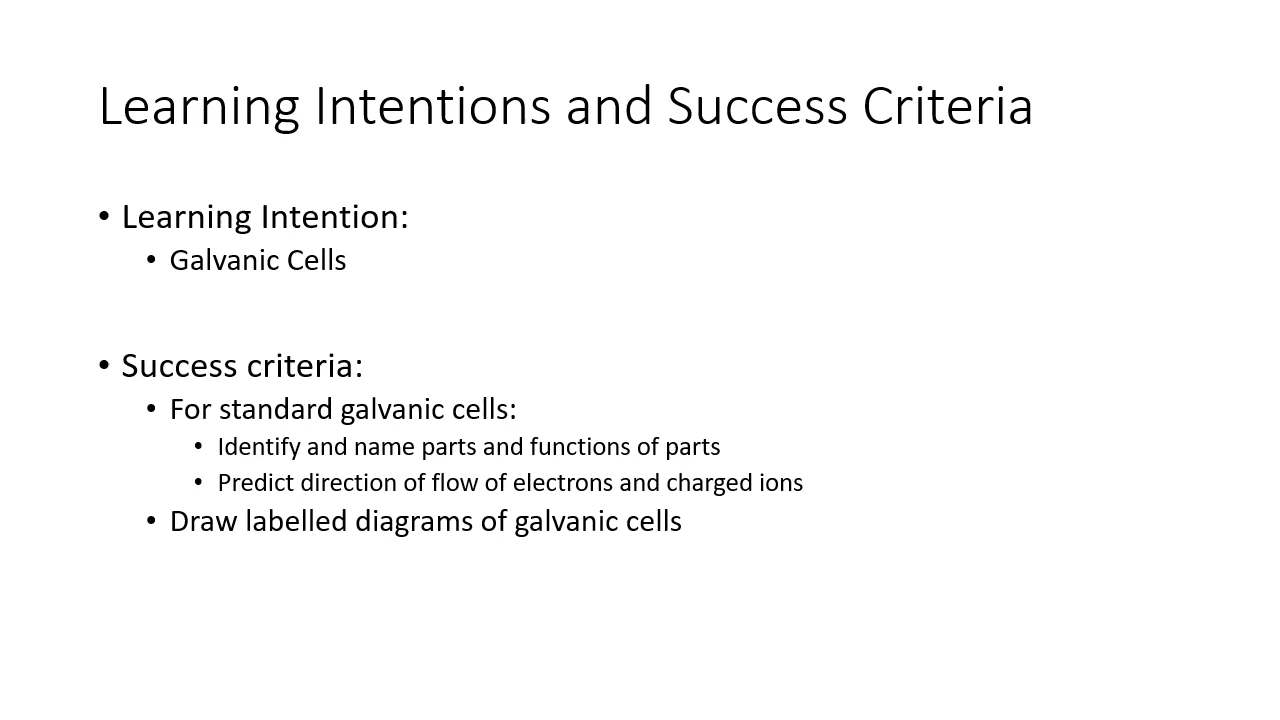 Learning Intentions and Success Criteria
• Learning Intention:
• Galvanic Cells
• Success criteria:
• For standard galvanic cells:
• Identify and name parts and functions of parts
• Predict direction of flow of electrons and charged ions
• Draw labelled diagrams of galvanic cells